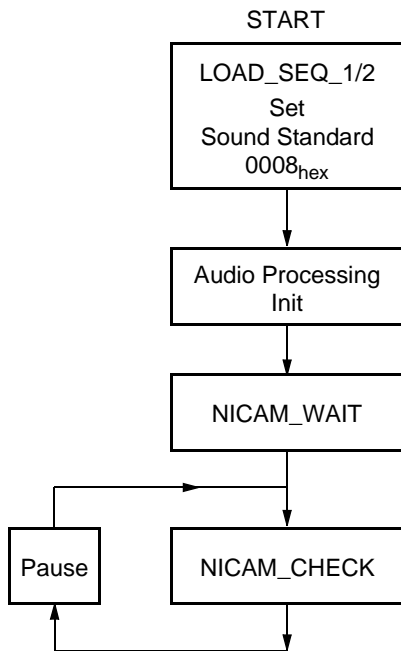 START
LOAD_SEQ_1/2
Set
Sound Standard
0008hex
Audio Processing
Init
NICAM_WAIT
Pause
NICAM_CHECK